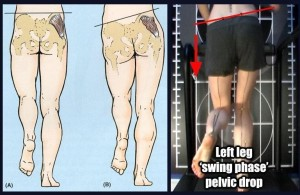 (A)
(B)
Left leg
'swing phase'
pelvic drop